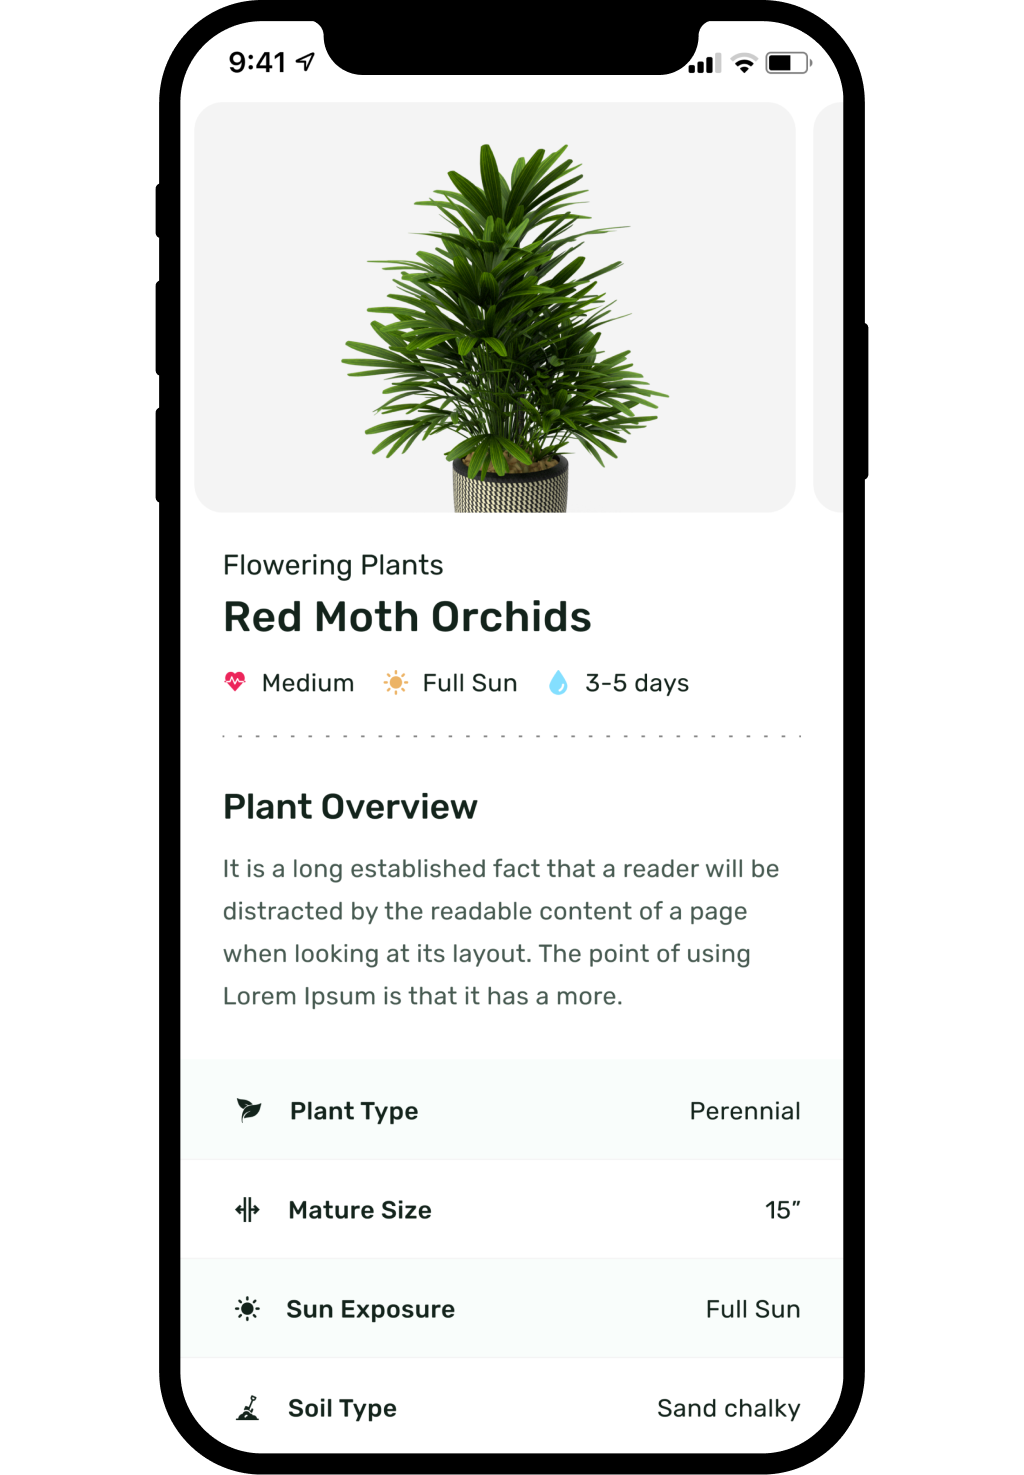 9:41
Flowering Plants
Red Moth Orchids
Medium Full Sun 3-5 days
Plant Overview
It is a long established fact that a reader will be
distracted by the readable content of a page
when looking at its layout. The point of using
Lorem Ipsum is that it has a more.
Plant Type Perennial
Mature Size 15”
Sun Exposure Full Sun
Soil Type Sand chalky